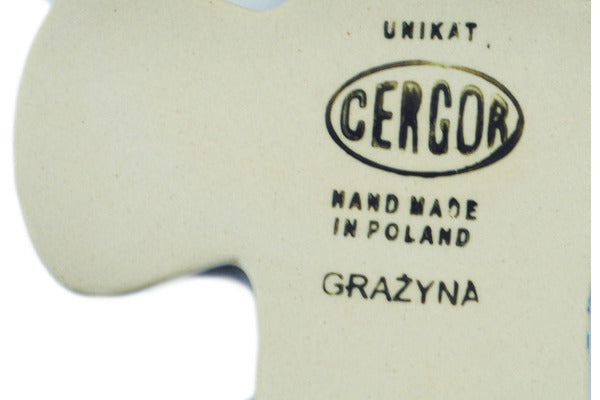 UNIKAT
CERGOR
HAND MADE
IN POLAND
GRAŻYNA